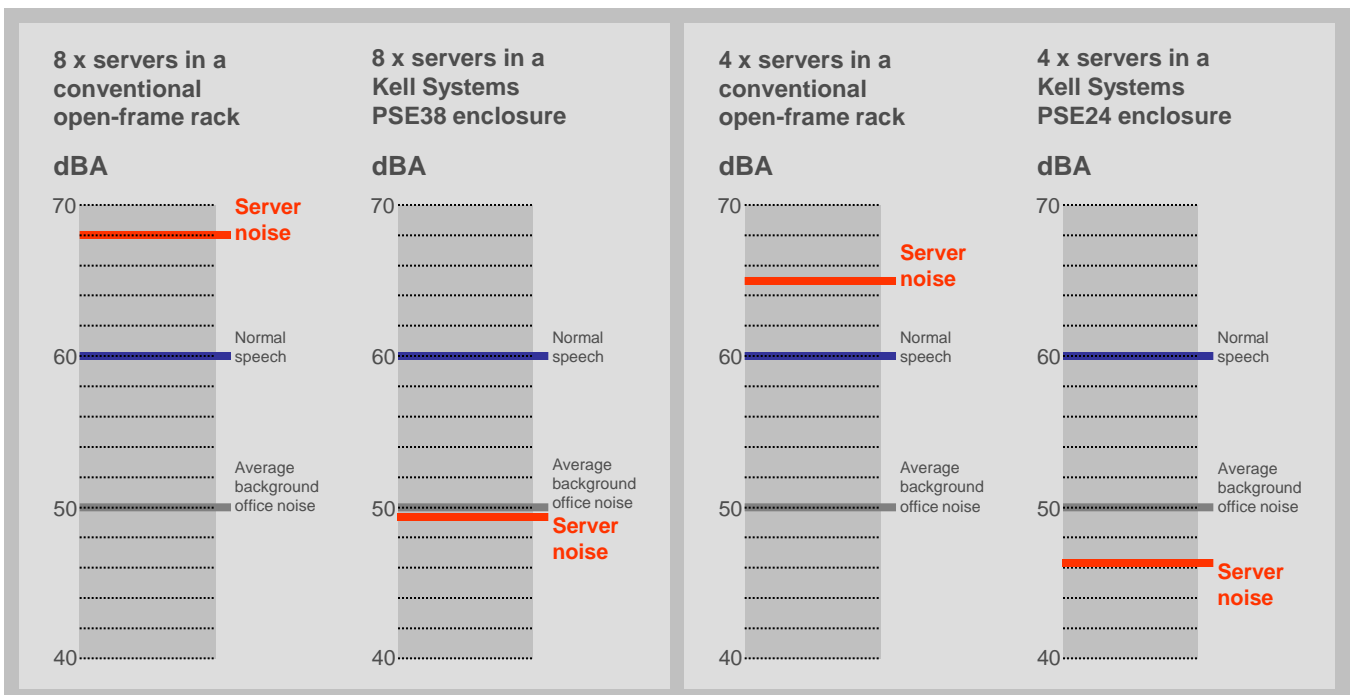 8 x servers in a
conventional
open-frame rack
dBA
70
Server
noise
60
Normal
speech
50
Average
background
office noise
40
8 x servers in a
Kell Systems
PSE38 enclosure
dBA
70
60
Normal
speech
50
Average
background
office noise
Server
noise
40
4 x servers in a
conventional
open-frame rack
dBA
70
Server
noise
60
Normal
speech
50
Average
background
office noise
40
4 x servers in a
Kell Systems
PSE24 enclosure
dBA
70
60
Normal
speech
50
Average
background
office noise
Server
noise
40